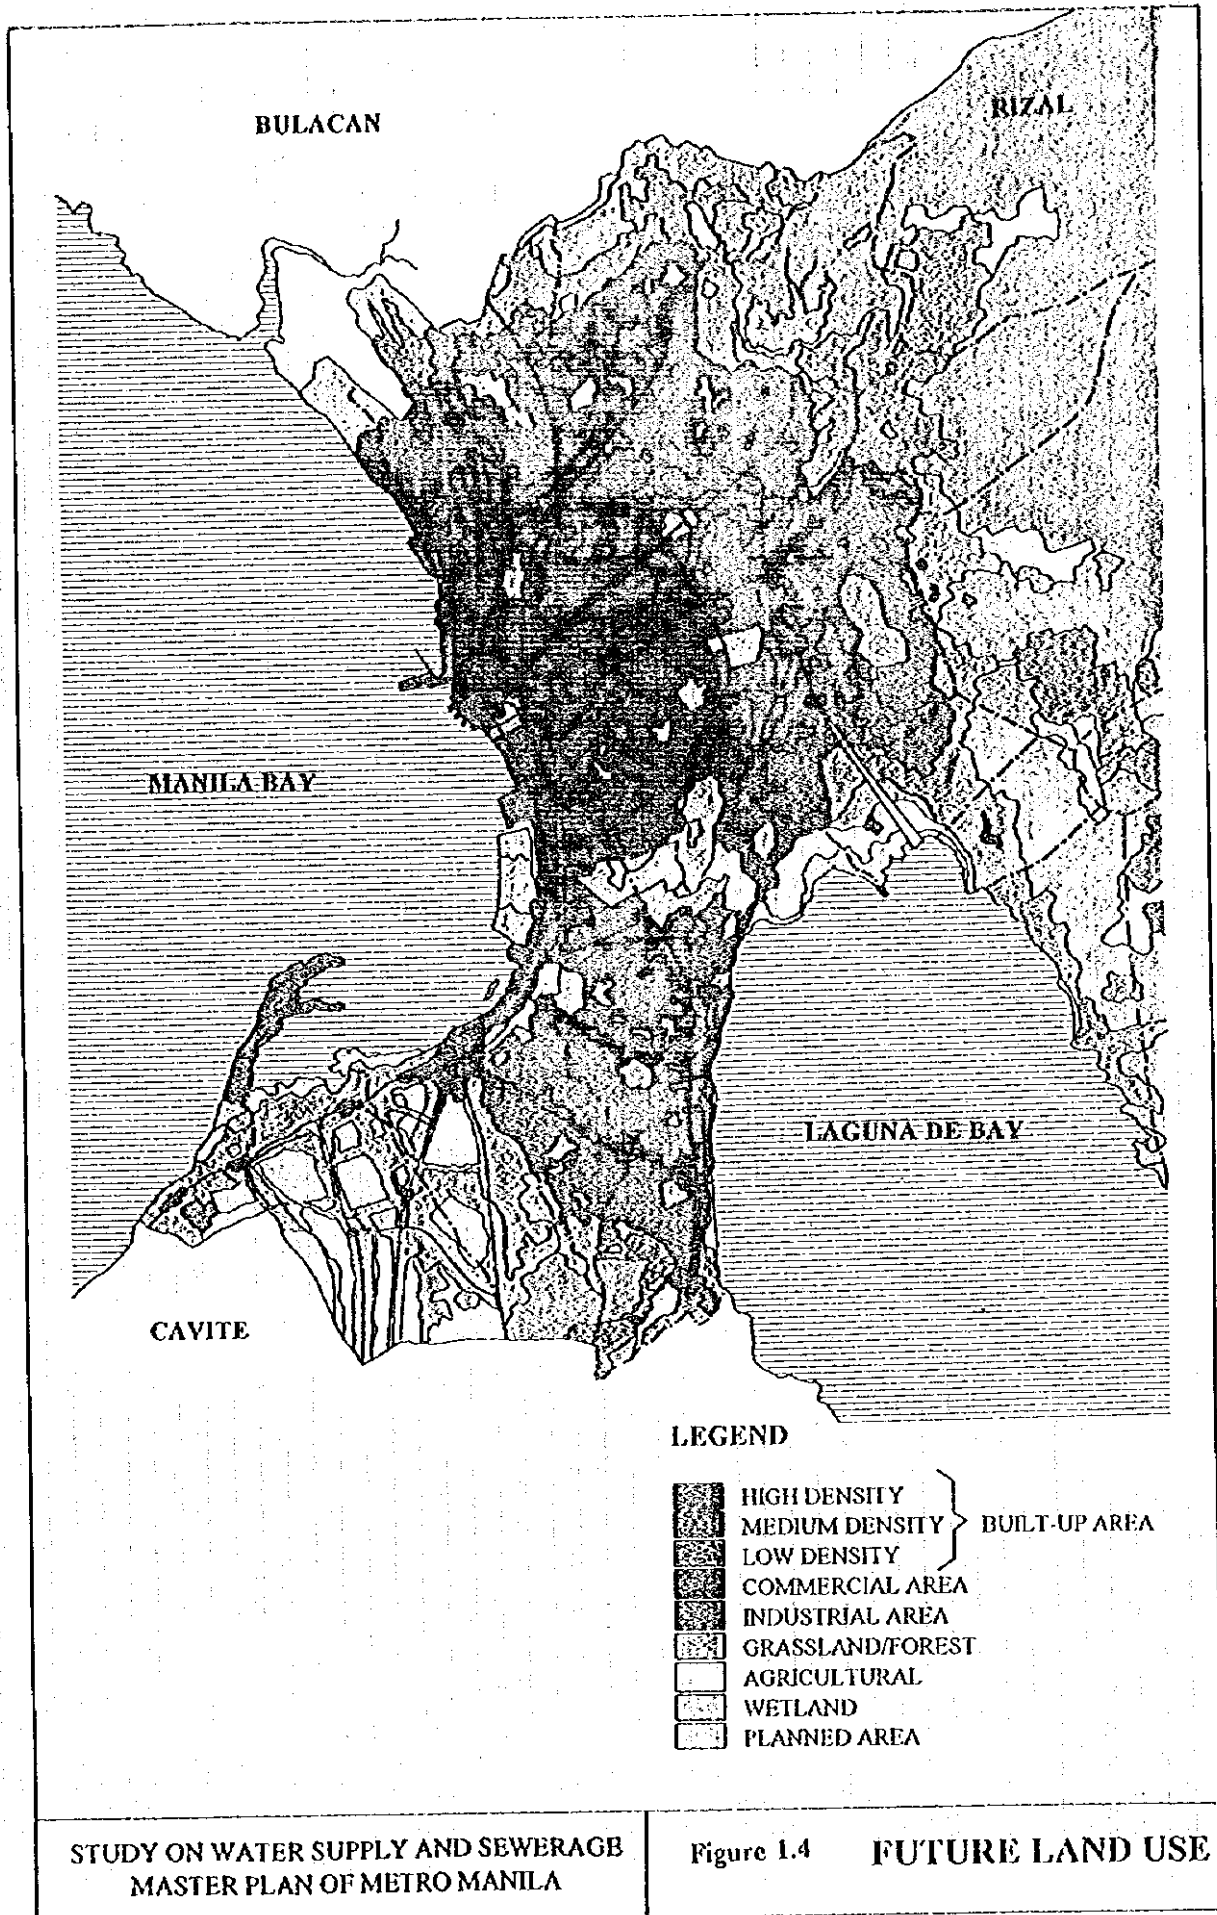 BULACAN
RIZAL
MANILA BAY
LAGUNA DE BAY
CAVITE
LEGEND
HIGH DENSITY
MEDIUM DENSITY
LOW DENSITY
BUILT-UP AREA
COMMERCIAL AREA
INDUSTRIAL AREA
GRASSLAND/FOREST
AGRICULTURAL
WETLAND
PLANNED AREA
STUDY ON WATER SUPPLY AND SEWERAGE
MASTER PLAN OF METRO MANILA
Figure 1.4 FUTURE LAND USE